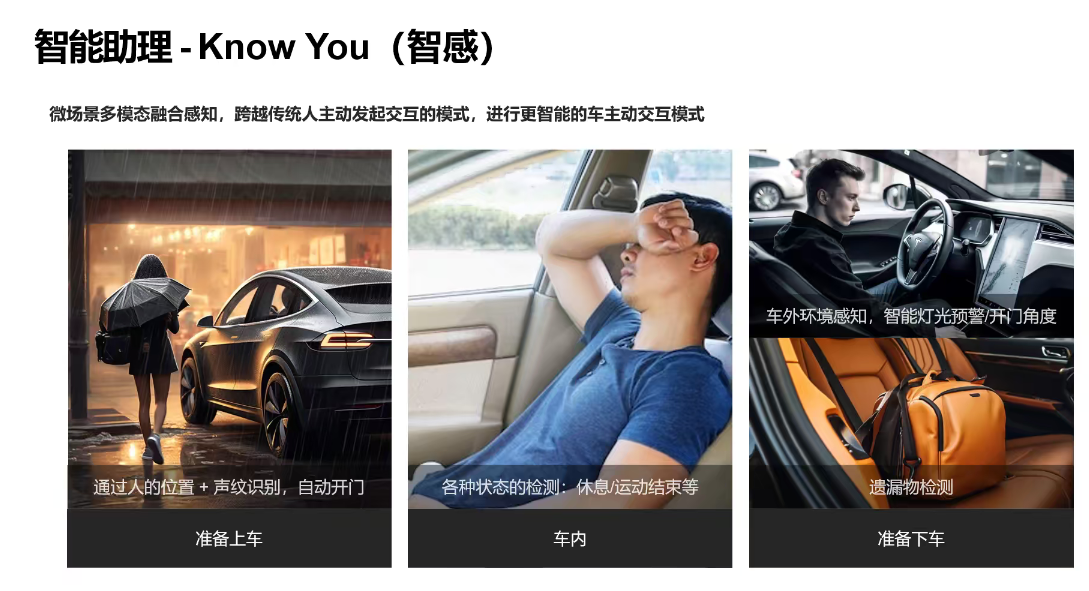 智能助理 - Know You（智感）
微场景多模态融合感知，跨越传统人主动发起交互的模式，进行更智能的车主动交互模式
通过人的位置 + 声纹识别，自动开门
准备上车
各种状态的检测：休息/运动结束等
车内
车外环境感知，智能灯光预警/开门角度
遗漏物检测
准备下车